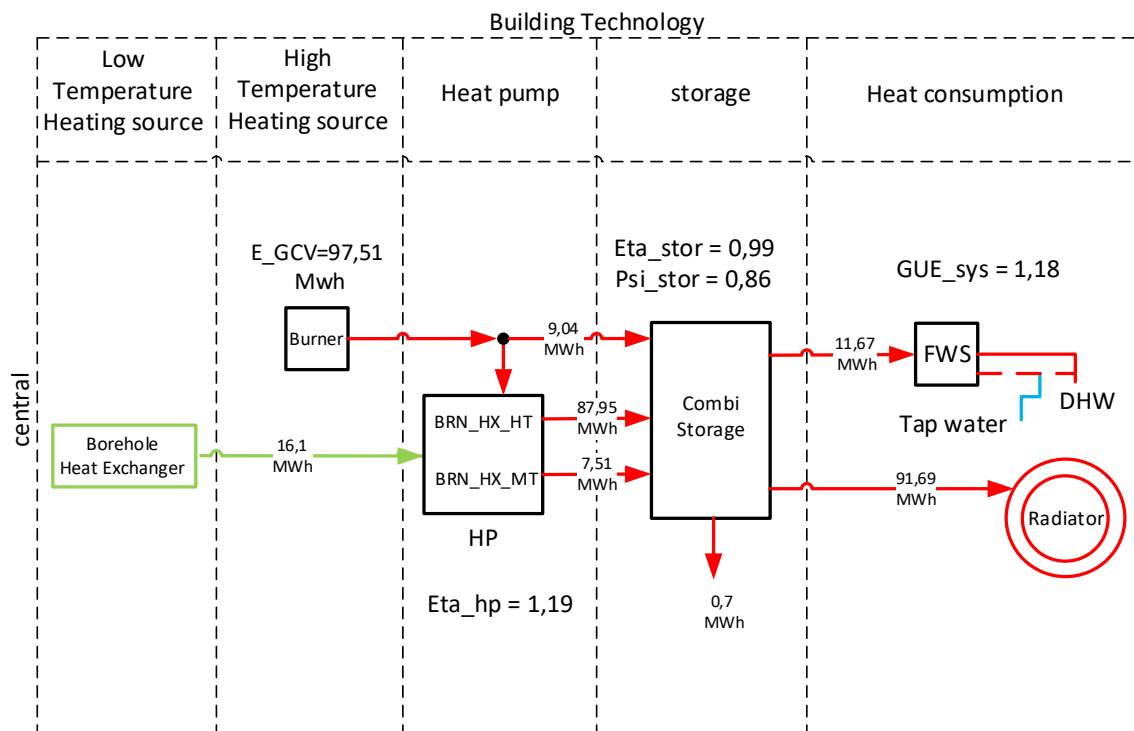 Building Technology
Low
Temperature
Heating source
High
Temperature
Heating source
Heat pump
storage
Heat consumption
central
E_GCV=97,51
Mwh
Eta_stor = 0,99
Psi_stor = 0,86
GUE_sys = 1,18
Burner
9,04
MWh
11,67
MWh
FWS
Tap water
DHW
Borehole
Heat Exchanger
16,1
MWh
BRN_HX_HT
BRN_HX_MT
HP
87,95
MWh
7,51
MWh
Combi
Storage
91,69
MWh
Radiator
Eta_hp = 1,19
0,7
MWh